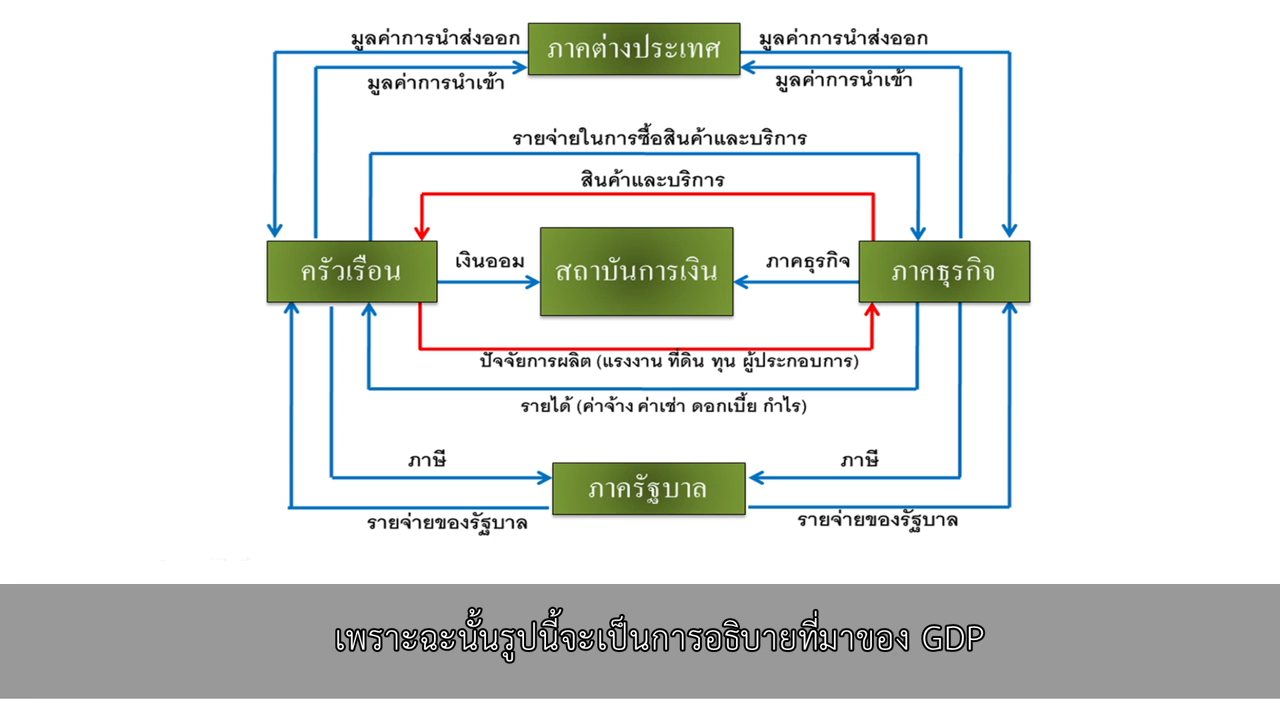 มูลค่าการนำส่งออก
ภาคต่างประเทศ
มูลค่าการนำส่งออก
มูลค่าการนำเข้า
มูลค่าการนำเข้า
รายจ่ายในการซื้อสินค้าและบริการ
สินค้าและบริการ
ครัวเรือน
เงินออม
สถาบันการเงิน
ภาคธุรกิจ
ภาคธุรกิจ
ปัจจัยการผลิต (แรงงาน ที่ดิน ทุน ผู้ประกอบการ)
รายได้ (ค่าจ้าง ค่าเช่า ดอกเบี้ย กำไร)
ภาษี
ภาษี
ภาครัฐบาล
รายจ่ายของรัฐบาล
รายจ่ายของรัฐบาล
เพราะฉะนั้นรูปนี้จะเป็นการอธิบายที่มาของ GDP